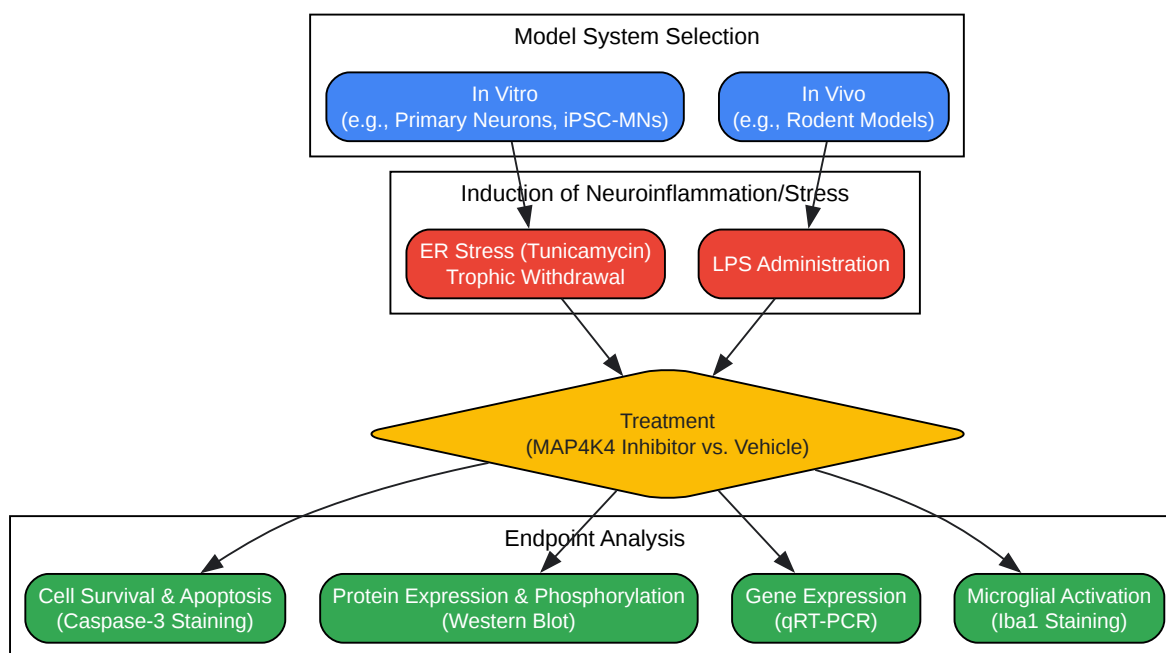 Model System Selection
In Vitro
(e.g., Primary Neurons, iPSC-MNs)
In Vivo
(e.g., Rodent Models)
Induction of Neuroinflammation/Stress
ER Stress (Tunicamycin)
Trophic Withdrawal
LPS Administration
Treatment
(MAP4K4 Inhibitor vs. Vehicle)
Endpoint Analysis
Cell Survival & Apoptosis
(Caspase-3 Staining)
Protein Expression & Phosphorylation
(Western Blot)
Gene Expression
(qRT-PCR)
Microglial Activation
(Iba1 Staining)